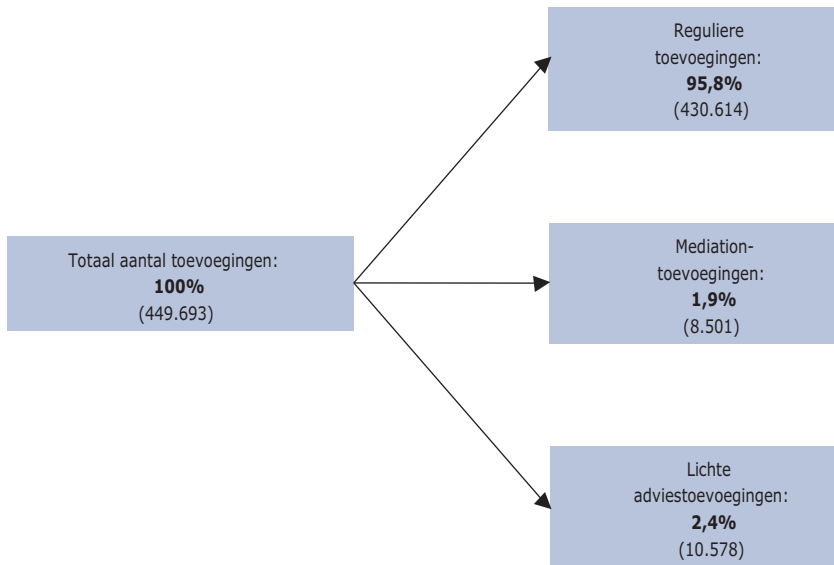 Reguliere
toevoegingen:
95,8%
(430.614)
Totaal aantal toevoegingen:
100%
(449.693)
Mediation-
toevoegingen:
1,9%
(8.501)
Lichte
adviestoevoegingen:
2,4%
(10.578)